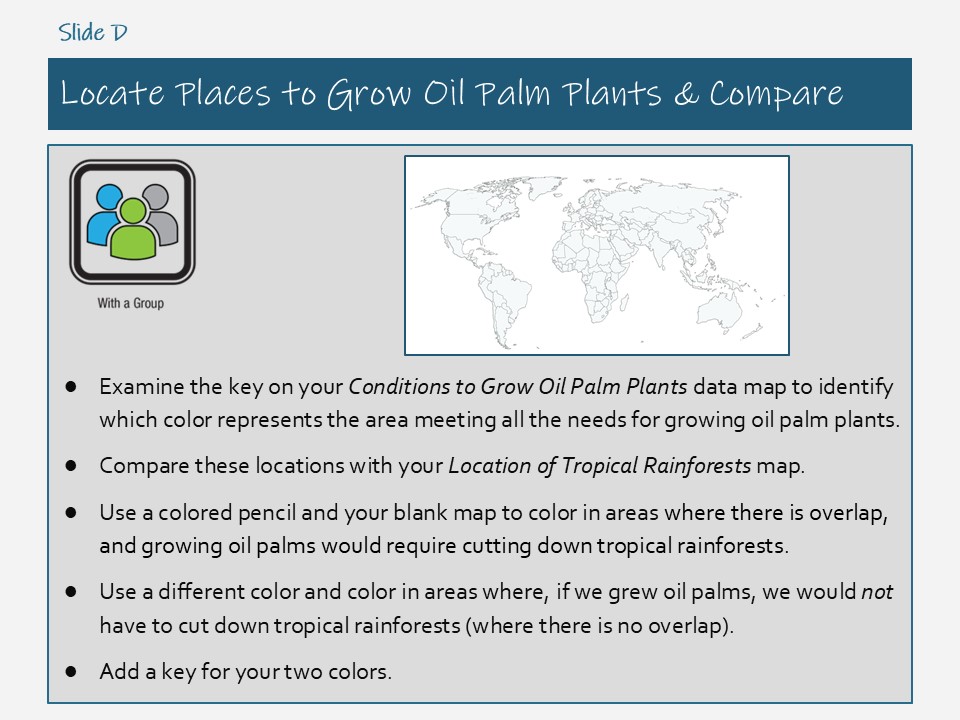 Slide D
Locate Places to Grow Oil Palm Plants & Compare
With a Group
● Examine the key on your Conditions to Grow Oil Palm Plants data map to identify
which color represents the area meeting all the needs for growing oil palm plants.
● Compare these locations with your Location of Tropical Rainforests map.
● Use a colored pencil and your blank map to color in areas where there is overlap,
and growing oil palms would require cutting down tropical rainforests.
● Use a different color and color in areas where, if we grew oil palms, we would not
have to cut down tropical rainforests (where there is no overlap).
● Add a key for your two colors.